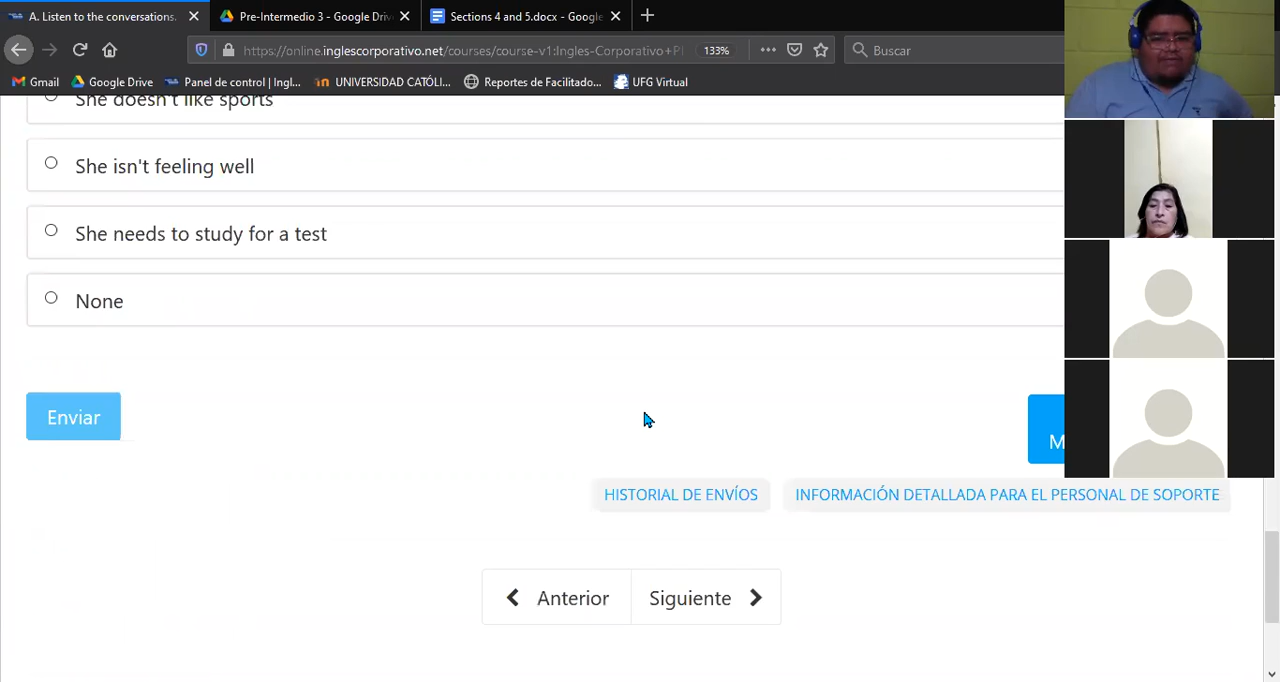 A. Listen to the conversations.
Pre-Intermedio 3 - Google Driv
Sections 4 and 5.docx - Google
https://online.inglescorporativo.net/courses/course-v1:Ingles-Corporativo+P
133%
Buscar
Gmail
Google Drive
Panel de control | Ingl...
UNIVERSIDAD CATÓLI...
Reportes de Facilitado...
UFG Virtual
She doesn't like sports
She isn't feeling well
She needs to study for a test
None
Enviar
M
HISTORIAL DE ENVÍOS
INFORMACIÓN DETALLADA PARA EL PERSONAL DE SOPORTE
Anterior
Siguiente